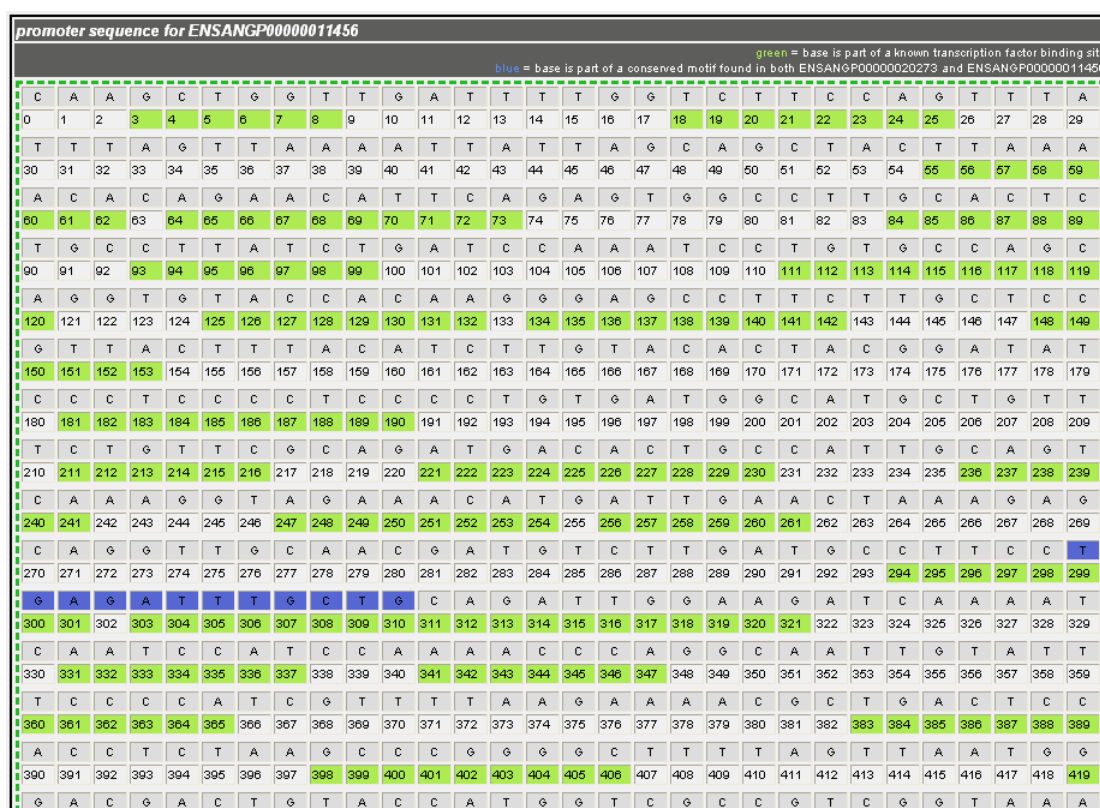 promoter sequence for ENSANGP00000011456
green = base is part of a known transcription factor binding sit
blue = base is part of a conserved motif found in both ENSANGP00000020273 and ENSANGP0000001145
C A A G C T G G T T G A T T T T G G T C T T C C A G T T T A
0 1 2 3 4 5 6 7 8 9 10 11 12 13 14 15 16 17 18 19 20 21 22 23 24 25 26 27 28 29
T T T A G T T A A A A T T A T T A G C A G C T A C T T A A A
30 31 32 33 34 35 36 37 38 39 40 41 42 43 44 45 46 47 48 49 50 51 52 53 54 55 56 57 58 59
A C A C A G A A C A T T C A G A G T G G C C T T G C A C T C
60 61 62 63 64 65 66 67 68 69 70 71 72 73 74 75 76 77 78 79 80 81 82 83 84 85 86 87 88 89
T G C C T T A T C T G A T C C A A A T C C T G T G C C A G C
90 91 92 93 94 95 96 97 98 99 100 101 102 103 104 105 106 107 108 109 110 111 112 113 114 115 116 117 118 119
A G G T G T A C C A C A A G G G A G C C T T C T T G C T C C
120 121 122 123 124 125 126 127 128 129 130 131 132 133 134 135 136 137 138 139 140 141 142 143 144 145 146 147 148 149
G T T A C T T T A C A T C T T G T A C A C T A C G G A T A T
150 151 152 153 154 155 156 157 158 159 160 161 162 163 164 165 166 167 168 169 170 171 172 173 174 175 176 177 178 179
C C C T C C C C T C C C C T G T G A T G G C A T G C T G T T
180 181 182 183 184 185 186 187 188 189 190 191 192 193 194 195 196 197 198 199 200 201 202 203 204 205 206 207 208 209
T C T G T T C G C A G A T G A C A C T G C C A T T G C A G T
210 211 212 213 214 215 216 217 218 219 220 221 222 223 224 225 226 227 228 229 230 231 232 233 234 235 236 237 238 239
C A A A G G T A G A A A C A T G A T T G A A C T A A A G A G
240 241 242 243 244 245 246 247 248 249 250 251 252 253 254 255 256 257 258 259 260 261 262 263 264 265 266 267 268 269
C A G G T T G C A A C G A T G T C T T G A T G C C T T C C T
270 271 272 273 274 275 276 277 278 279 280 281 282 283 284 285 286 287 288 289 290 291 292 293 294 295 296 297 298 299
G A G A T T T G C T G C A G A T T G G A A G A T C A A A A T
300 301 302 303 304 305 306 307 308 309 310 311 312 313 314 315 316 317 318 319 320 321 322 323 324 325 326 327 328 329
C A A T C C A T C C A A A A C C C A G G C A A T T G T A T T
330 331 332 333 334 335 336 337 338 339 340 341 342 343 344 345 346 347 348 349 350 351 352 353 354 355 356 357 358 359
T C C C C A T C G T T T T A A G A A A A C G C T G A C T C C
360 361 362 363 364 365 366 367 368 369 370 371 372 373 374 375 376 377 378 379 380 381 382 383 384 385 386 387 388 389
A C C T C T A A G C C C G G G G C T T T T A G T T A A T G G
390 391 392 393 394 395 396 397 398 399 400 401 402 403 404 405 406 407 408 409 410 411 412 413 414 415 416 417 418 419
G A C G A C T G T A C C A T G G T C G C C G T C G G T A A A